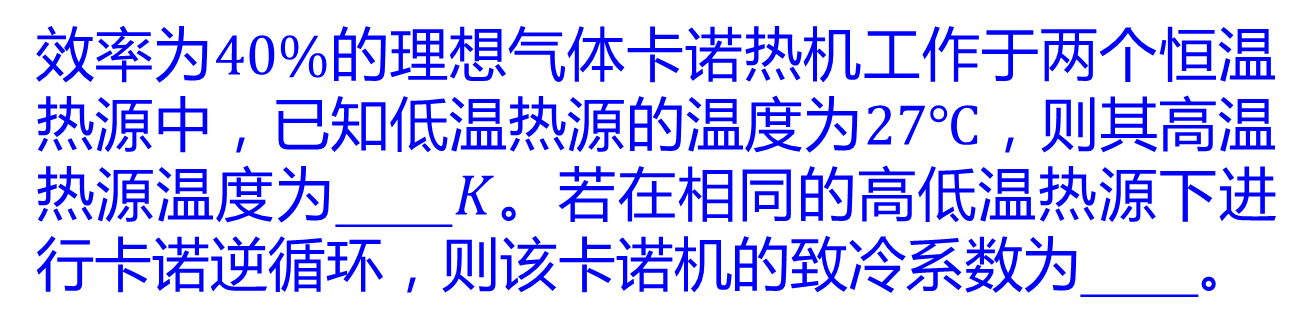 效率为40%的理想气体卡诺热机工作于两个恒温
热源中，已知低温热源的温度为27℃，则其高温
热源温度为____K。若在相同的高低温热源下进
行卡诺逆循环，则该卡诺机的致冷系数为____。